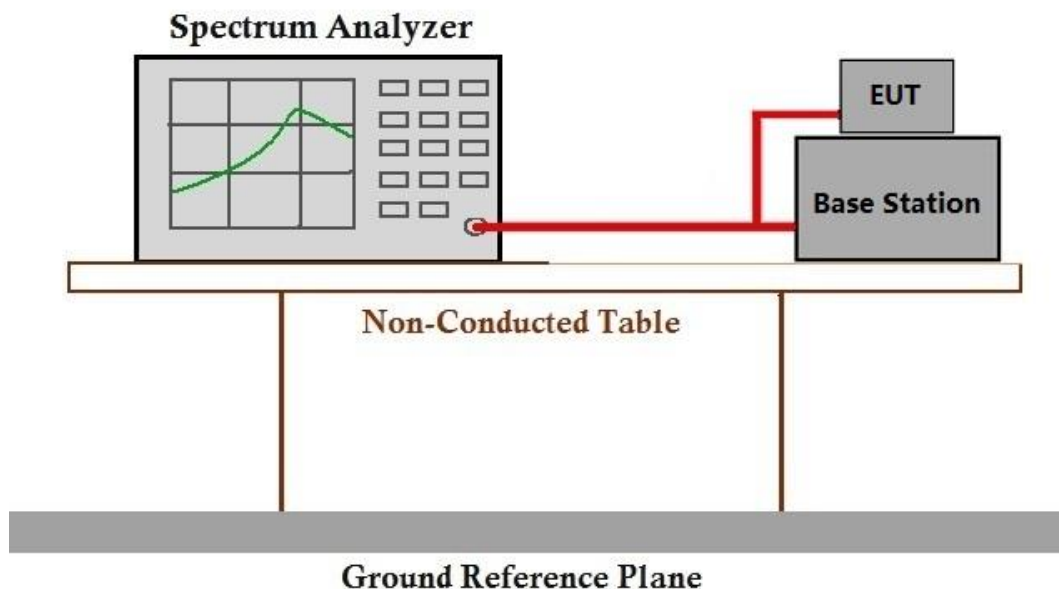 Spectrum Analyzer
EUT
Base Station
Non-Conducted Table
Ground Reference Plane